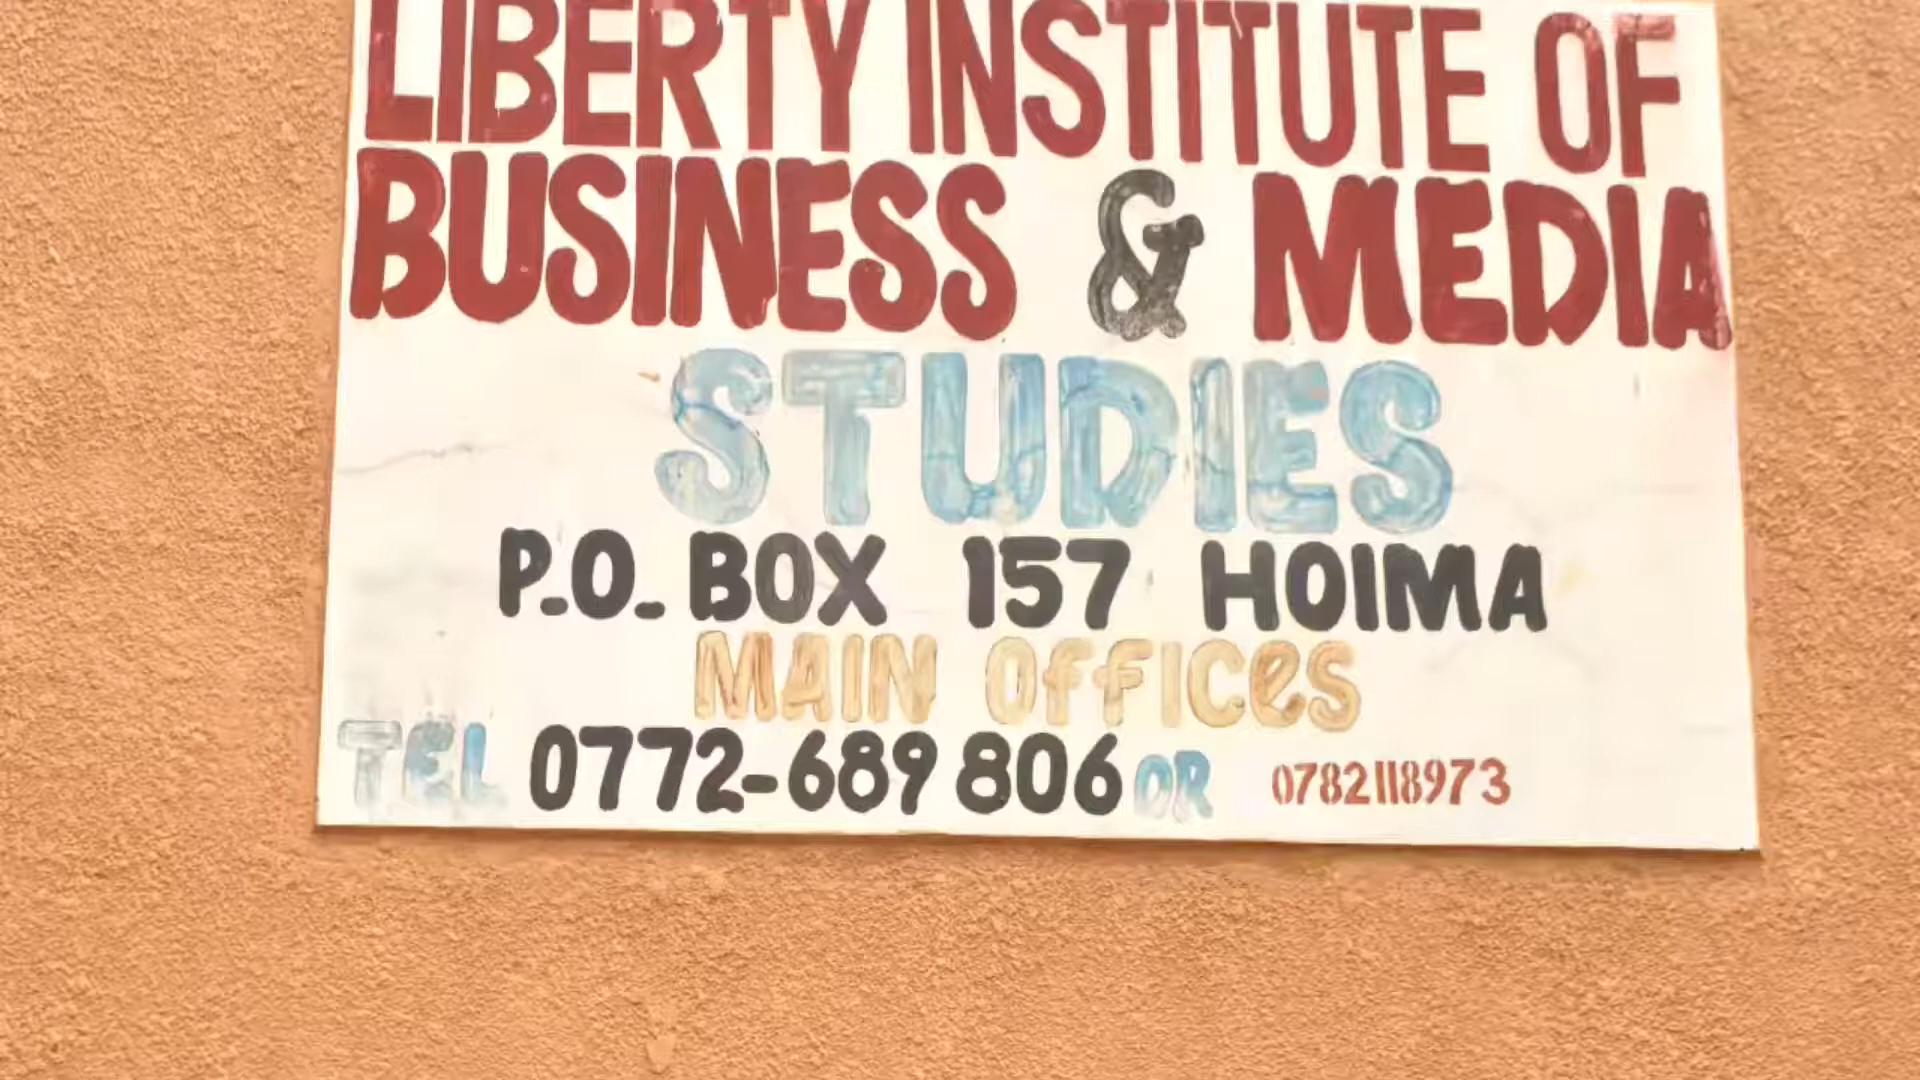 LIBERTY INSTITUTE OF
BUSINESS & MEDIA
STUDIES
P.O. BOX 157 HOIMA
MAIN OFFICES
TEL 0772-689 806 OR 0782118973